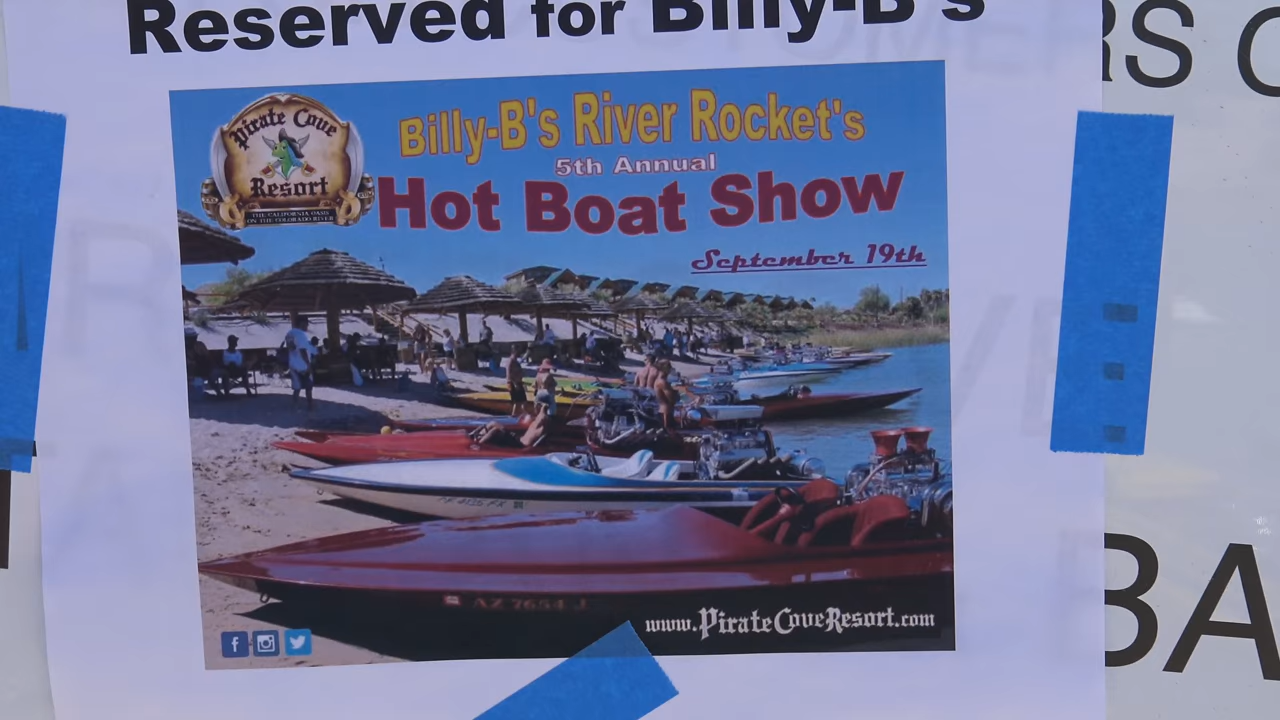 Reserved for Billy-B's
Pirate Cove
Resort
THE CALIFORNIA OASIS
ON THE COLORADO RIVER
Billy-B's River Rocket's
5th Annual
Hot Boat Show
September 19th
AZ 7654 J
www.PirateCoveResort.com
RS
BA